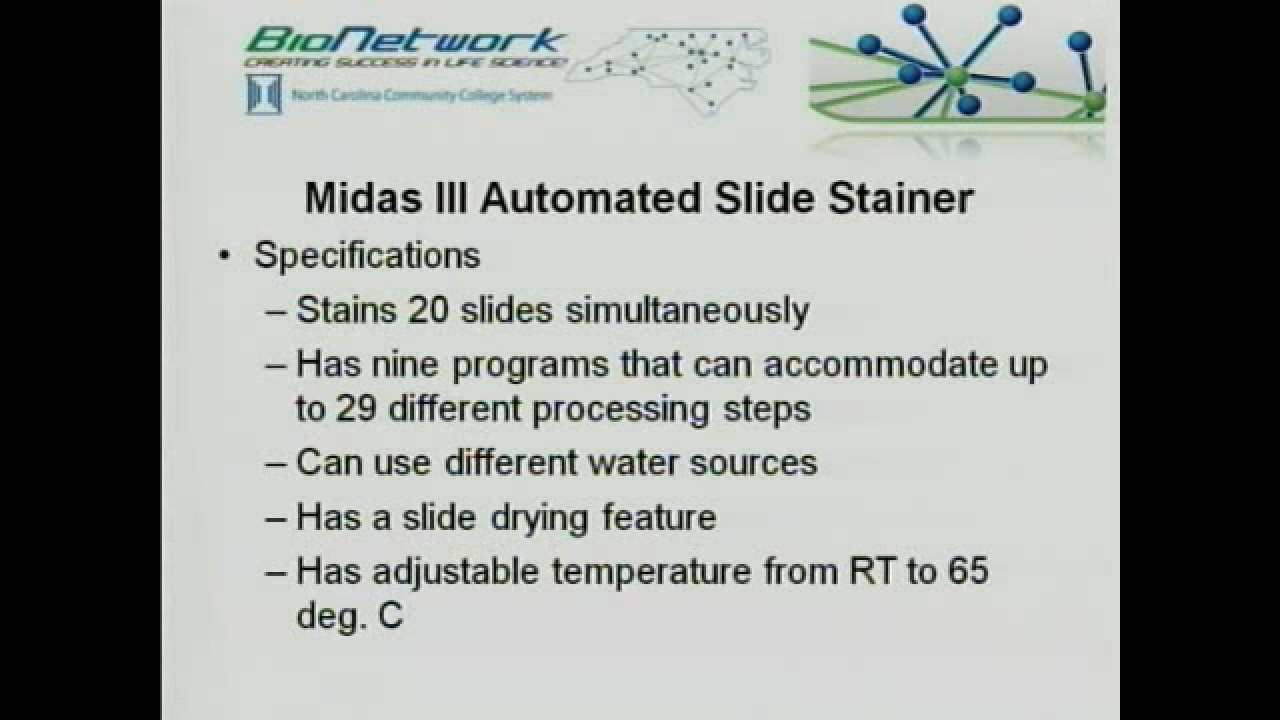 BioNetwork
CREATING SUCCESS IN LIFE SCIENCE
North Carolina Community College System
Midas III Automated Slide Stainer
• Specifications
– Stains 20 slides simultaneously
– Has nine programs that can accommodate up
to 29 different processing steps
– Can use different water sources
– Has a slide drying feature
– Has adjustable temperature from RT to 65
deg. C